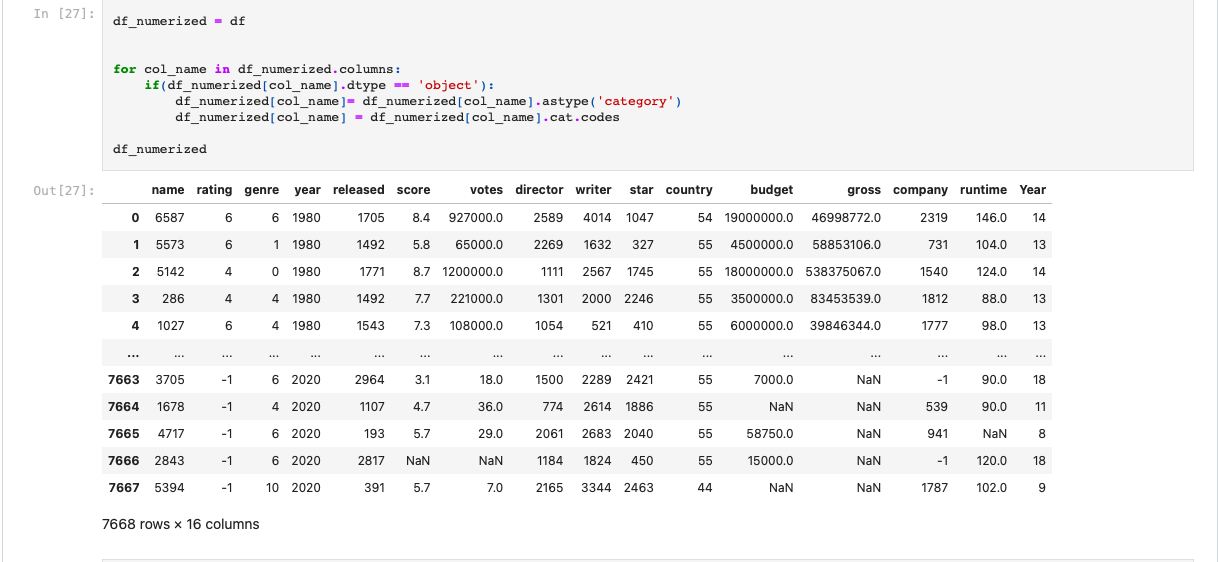 In [27]:
df_numerized = df
for col_name in df_numerized.columns:
    if(df_numerized[col_name].dtype == 'object'):
        df_numerized[col_name]= df_numerized[col_name].astype('category')
        df_numerized[col_name] = df_numerized[col_name].cat.codes
df_numerized
Out[27]:
name rating genre year released score votes director writer star country budget gross company runtime Year
0 6587 6 6 1980 1705 8.4 927000.0 2589 4014 1047 54 19000000.0 46998772.0 2319 146.0 14
1 5573 6 1 1980 1492 5.8 65000.0 2269 1632 327 55 4500000.0 58853106.0 731 104.0 13
2 5142 4 0 1980 1771 8.7 1200000.0 1111 2567 1745 55 18000000.0 538375067.0 1540 124.0 14
3 286 4 4 1980 1492 7.7 221000.0 1301 2000 2246 55 3500000.0 83453539.0 1812 88.0 13
4 1027 6 4 1980 1543 7.3 108000.0 1054 521 410 55 6000000.0 39846344.0 1777 98.0 13
... ... ... ... ... ... ... ... ... ... ... ... ... ... ... ... ...
7663 3705 -1 6 2020 2964 3.1 18.0 1500 2289 2421 55 7000.0 NaN -1 90.0 18
7664 1678 -1 4 2020 1107 4.7 36.0 774 2614 1886 55 NaN NaN 539 90.0 11
7665 4717 -1 6 2020 193 5.7 29.0 2061 2683 2040 55 58750.0 NaN 941 NaN 8
7666 2843 -1 6 2020 2817 NaN NaN 1184 1824 450 55 15000.0 NaN -1 120.0 18
7667 5394 -1 10 2020 391 5.7 7.0 2165 3344 2463 44 NaN NaN 1787 102.0 9
7668 rows × 16 columns